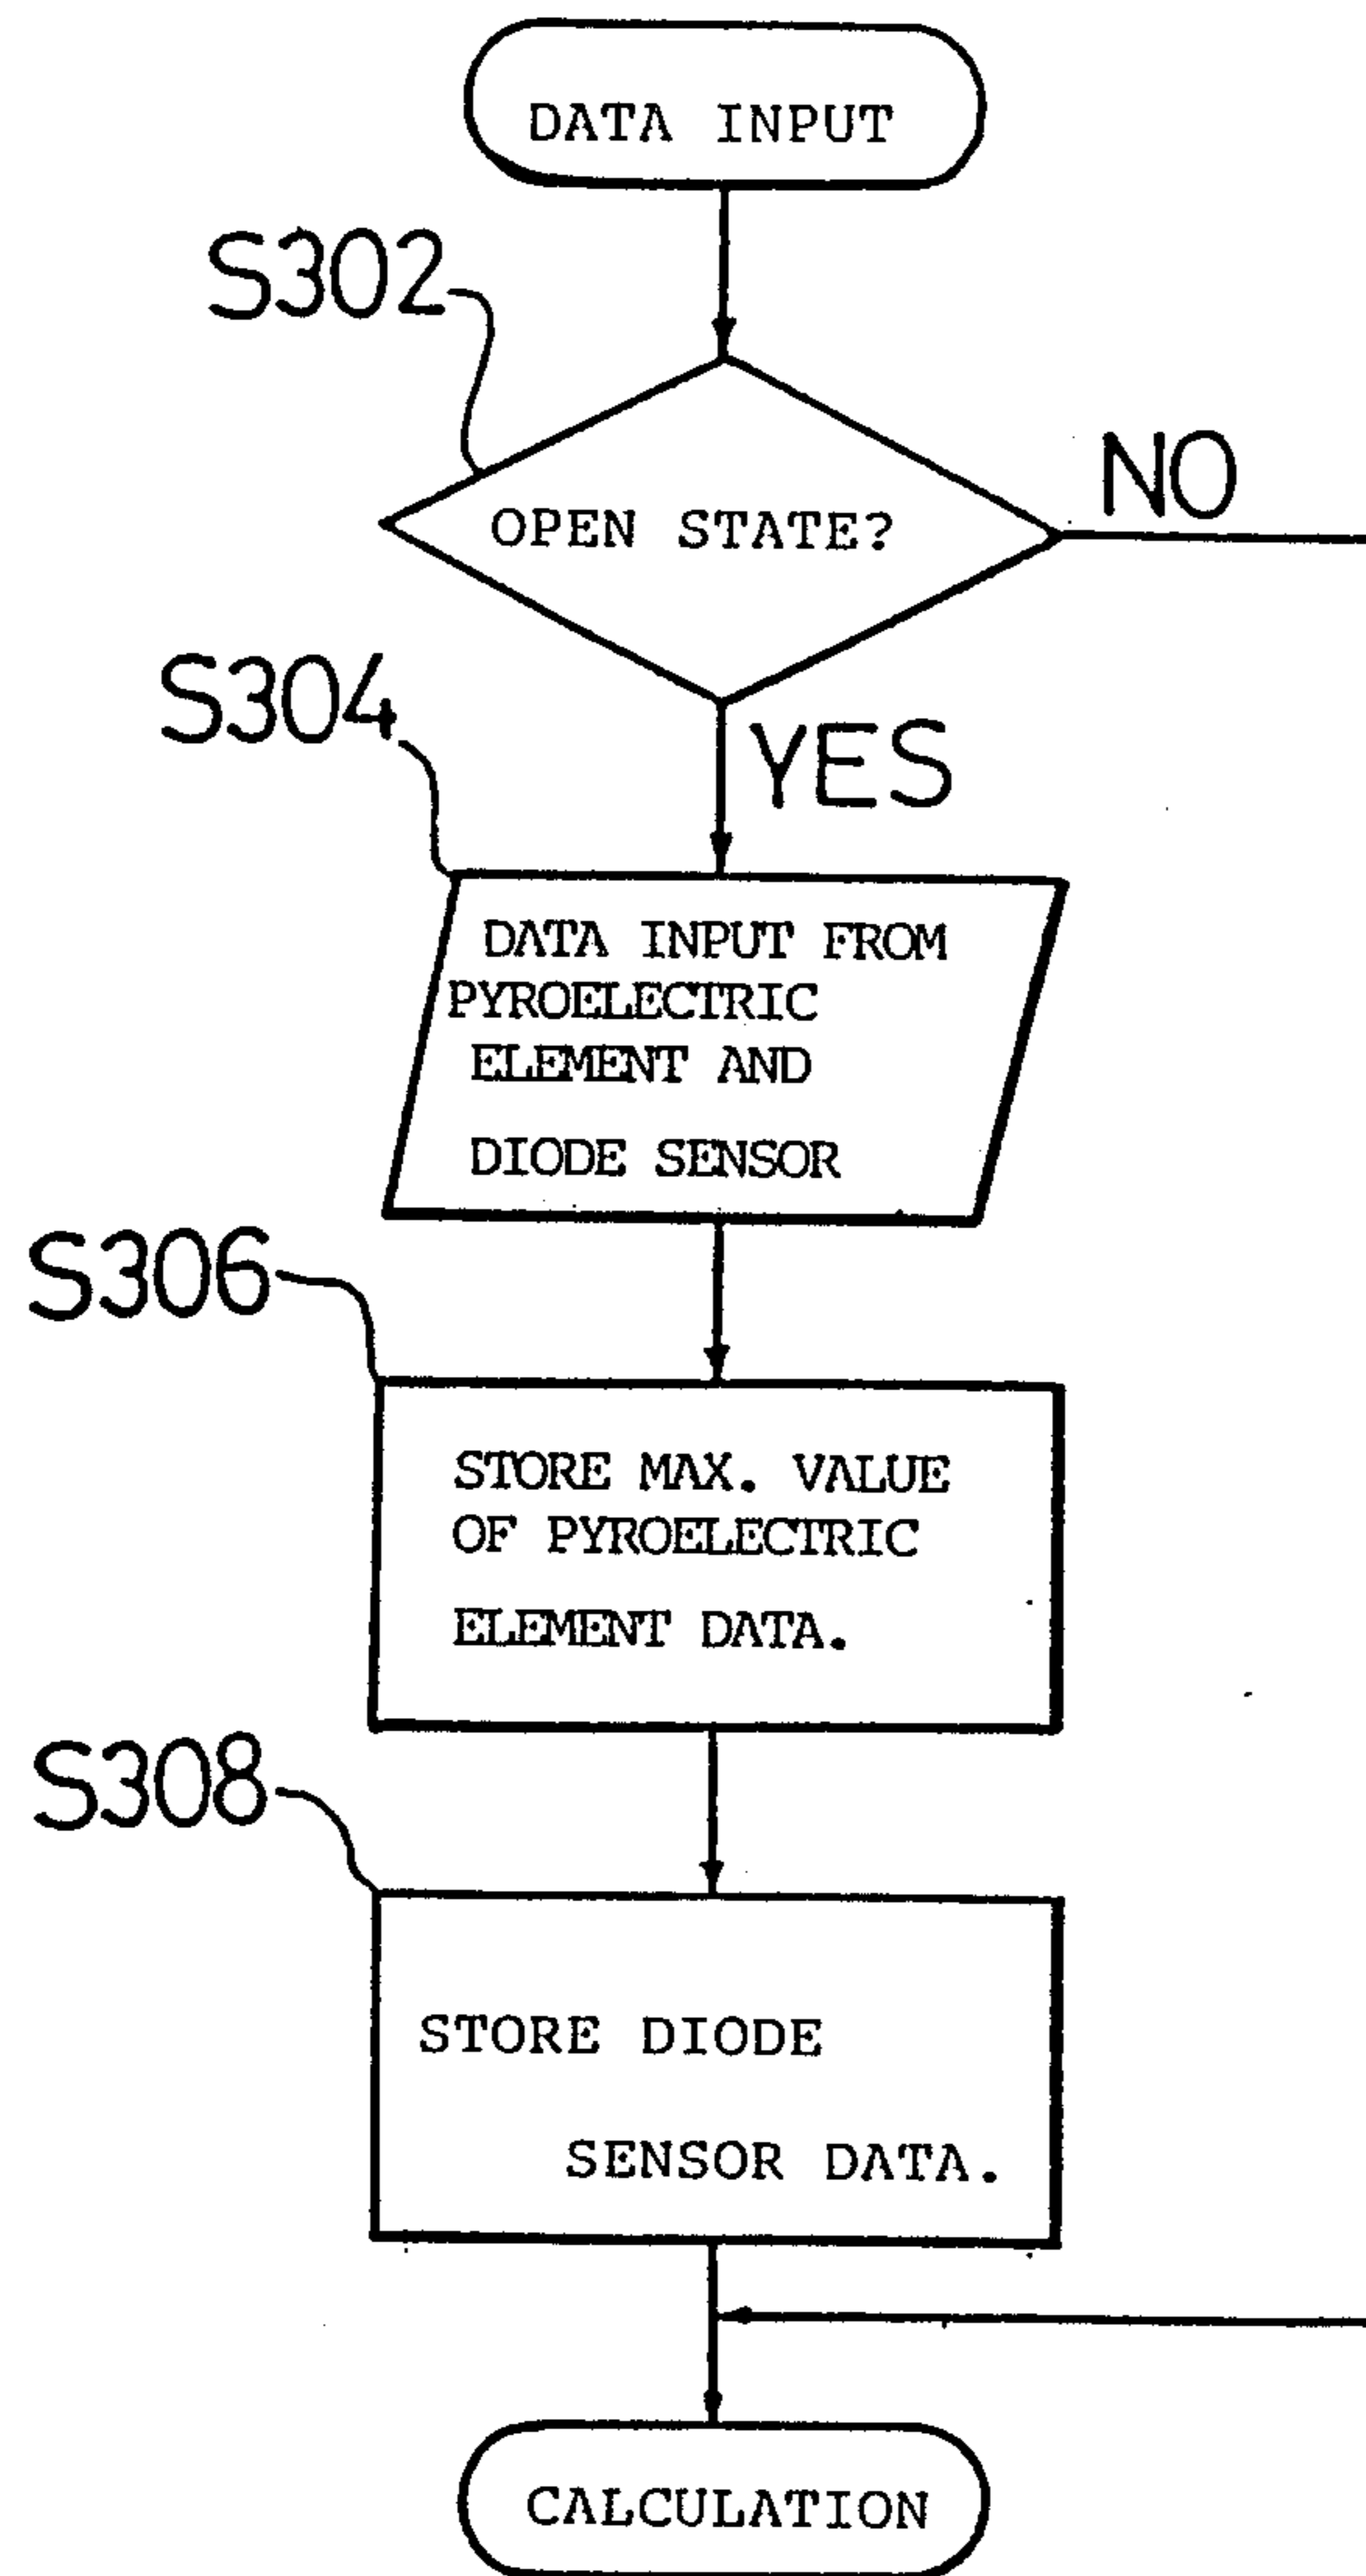 DATA INPUT
S302
OPEN STATE?
NO
S304
YES
DATA INPUT FROM
PYROELECTRIC
ELEMENT AND
DIODE SENSOR
S306
STORE MAX. VALUE
OF PYROELECTRIC
ELEMENT DATA.
S308
STORE DIODE
SENSOR DATA.
CALCULATION